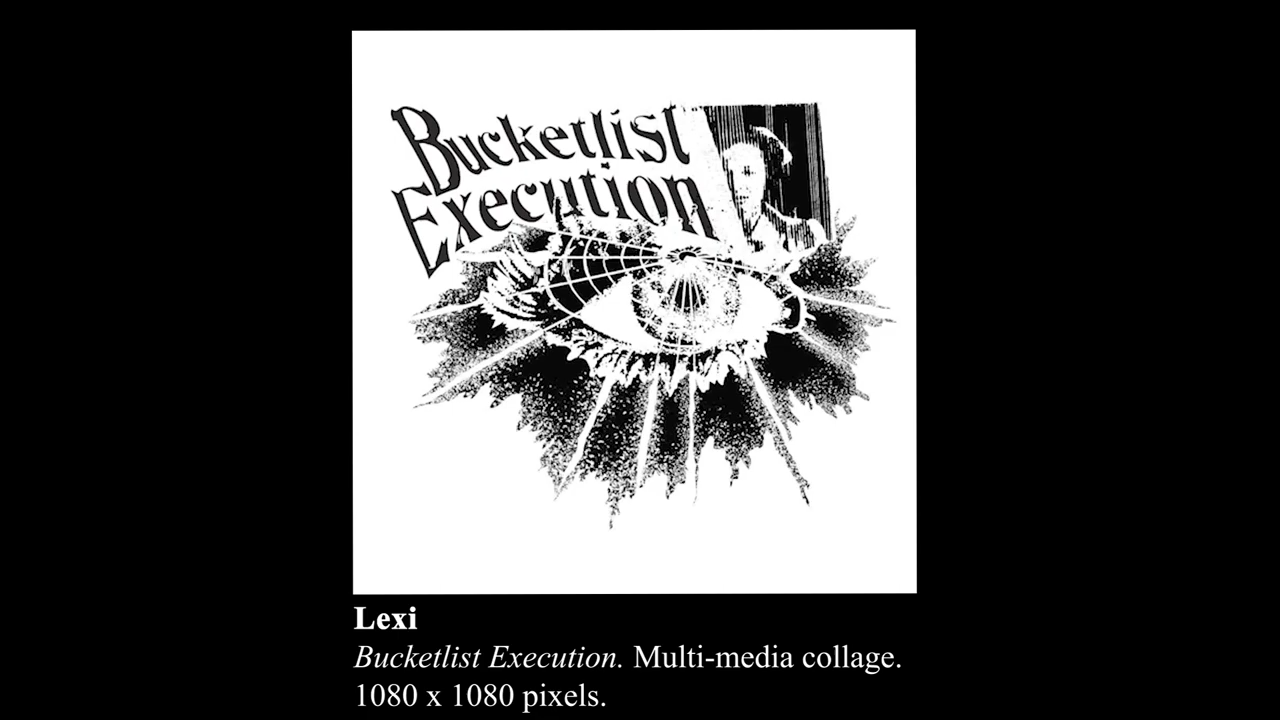 Bucketlist
Execution
Lexi
Bucketlist Execution. Multi-media collage.
1080 x 1080 pixels.